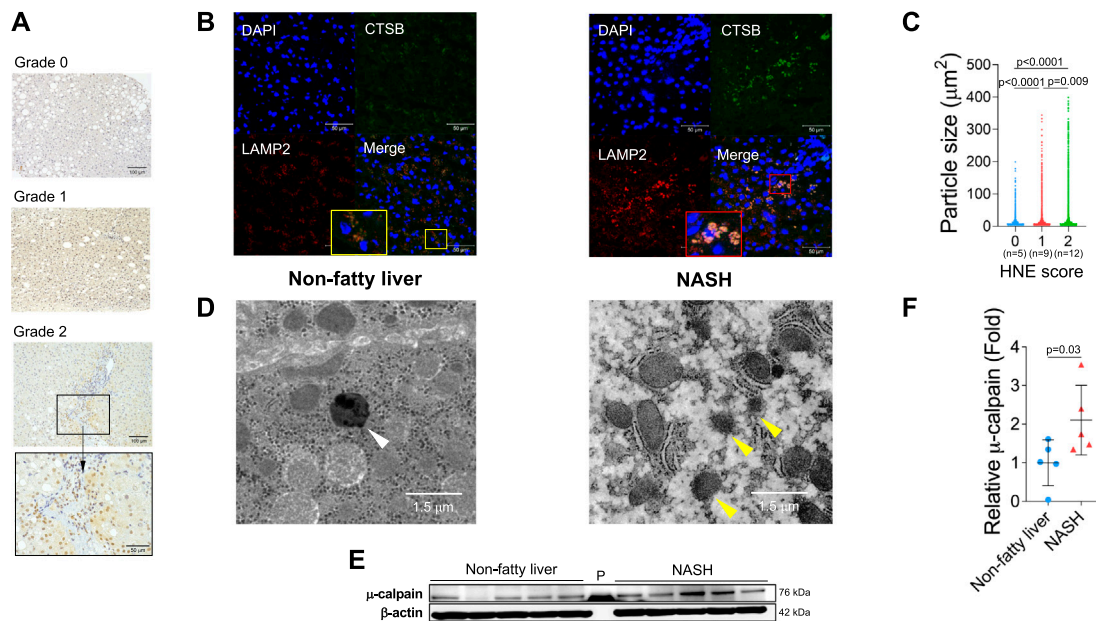 A
Grade 0
100 μm
Grade 1
Grade 2
100 μm
50 μm
B
DAPI
CTSB
50 μm
50 μm
LAMP2
Merge
50 μm
Non-fatty liver
DAPI
CTSB
50 μm
50 μm
LAMP2
Merge
50 μm
NASH
C
Particle size (μm²)
500
400
300
200
100
0
p<0.0001
p<0.0001
p=0.009
0
1
2
(n=5)
(n=9)
(n=12)
HNE score
D
1.5 μm
1.5 μm
E
Non-fatty liver
P
NASH
μ-calpain
76 kDa
β-actin
42 kDa
F
Relative μ-calpain (Fold)
4
3
2
1
0
p=0.03
Non-fatty liver
NASH